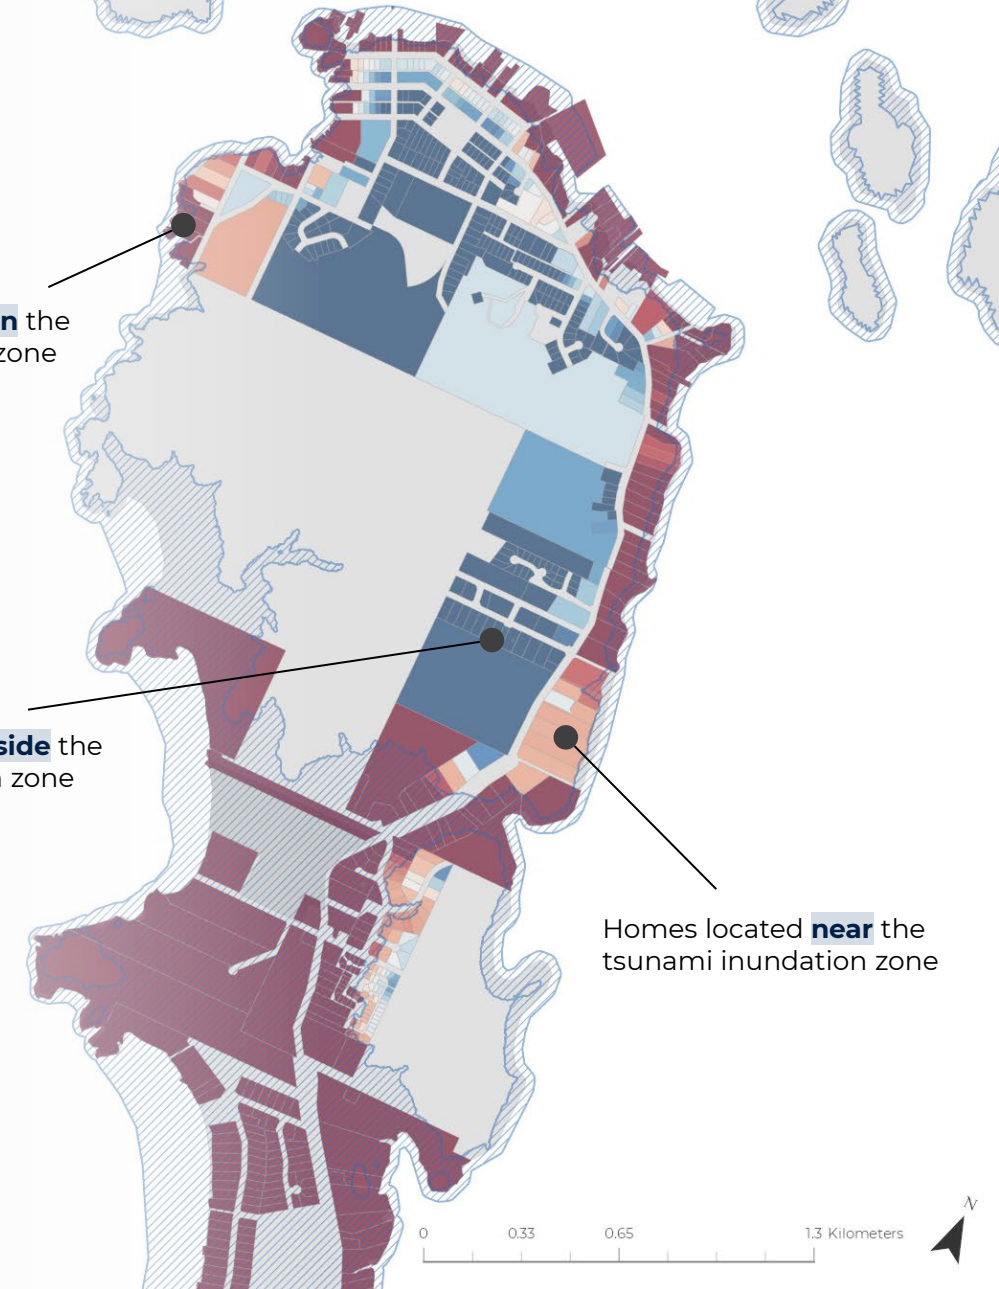 n the
zone
side the
zone
Homes located near the
tsunami inundation zone
N
0 0.33 0.65 1.3 Kilometers